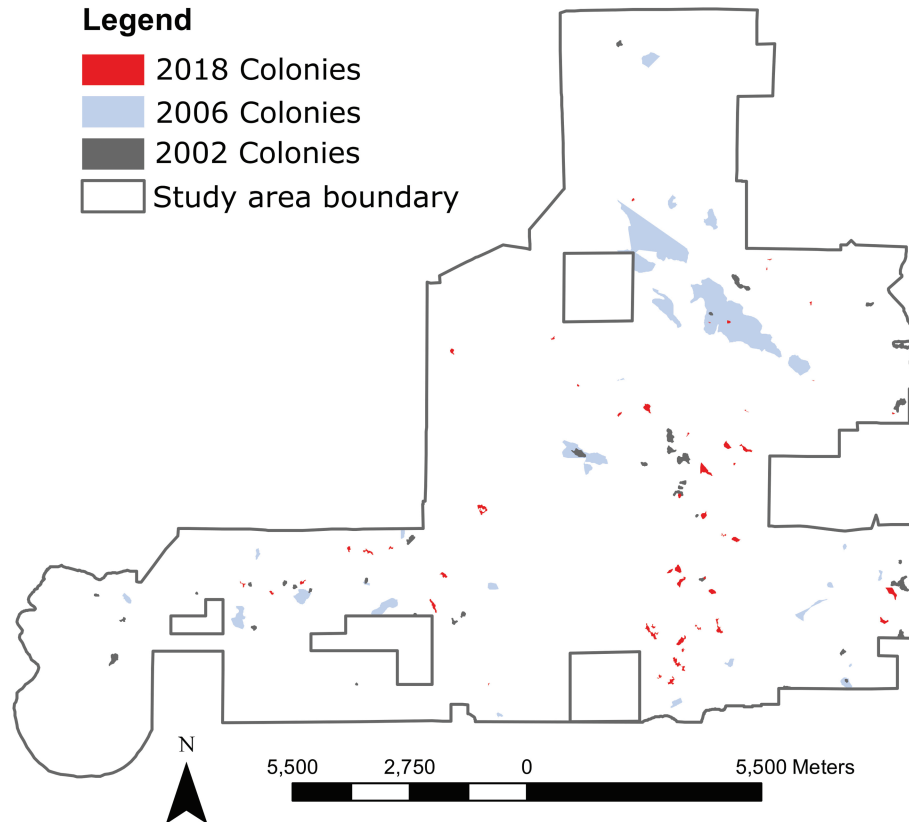 Legend
2018 Colonies
2006 Colonies
2002 Colonies
Study area boundary
N
5,500 2,750 0 5,500 Meters